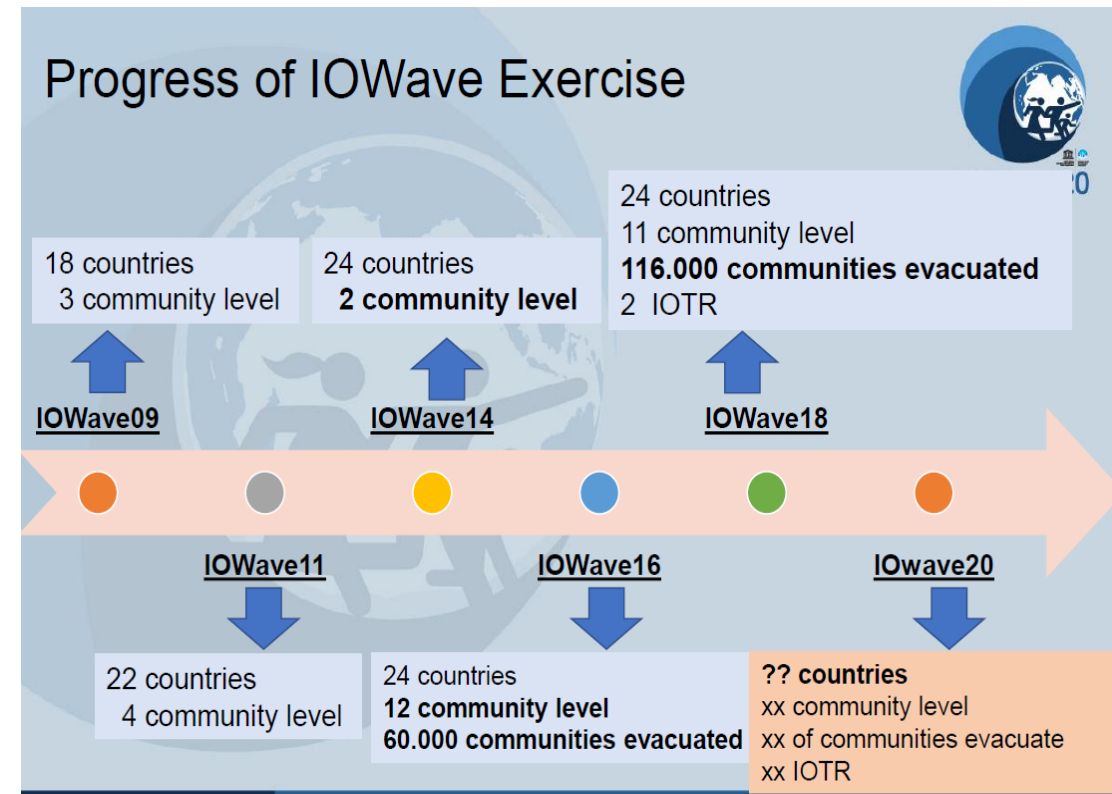 Progress of IOWave Exercise
:0
18 countries
3 community level
24 countries
2 community level
24 countries
11 community level
116.000 communities evacuated
2 IOTR
IOWave09
IOWave14
IOWave18
IOWave11
IOWave16
IOwave20
22 countries
4 community level
24 countries
12 community level
60.000 communities evacuated
?? countries
xx community level
xx of communities evacuate
xx IOTR